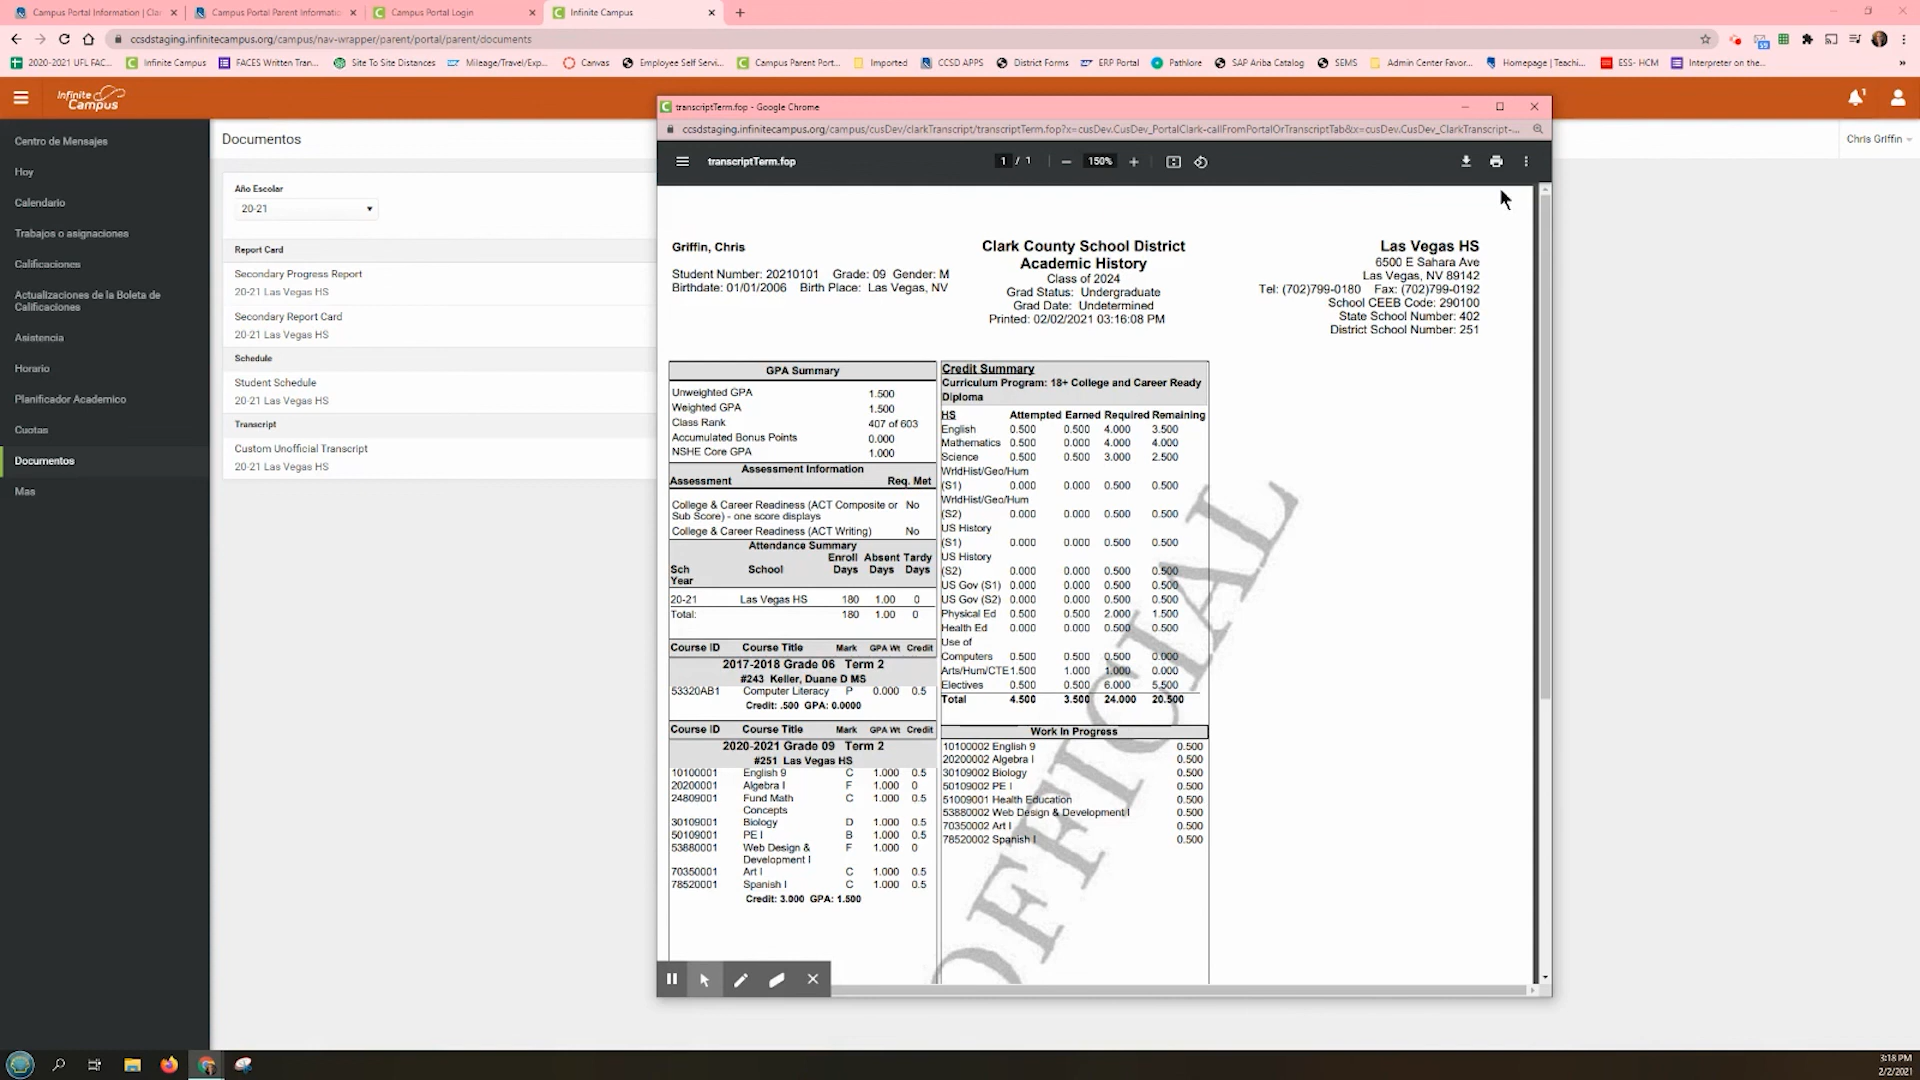 Campus Portal Information | Clar
Campus Portal Parent Informatio
Campus Portal Login
Infinite Campus
ccsdstaging.infinitecampus.org/campus/nav-wrapper/parent/portal/parent/documents
2020-2021 UFL FAC...
Infinite Campus
FACES Written Tran...
Site To Site Distances
Mileage/Travel/Exp...
Canvas
Employee Self Servi...
Campus Parent Port...
Imported
CCSD APPS
District Forms
ERP Portal
Pathlore
SAP Ariba Catalog
SEMS
Admin Center Favor...
Homepage | Teachi...
ESS- HCM
Interpreter on the...
Infinite Campus
1
Chris Griffin
Centro de Mensajes
Hoy
Calendario
Trabajos o asignaciones
Calificaciones
Actualizaciones de la Boleta de
Calificaciones
Asistencia
Horario
Planificador Academico
Cuotas
Documentos
Mas
Documentos
Año Escolar
20-21
Report Card
Secondary Progress Report
20-21 Las Vegas HS
Secondary Report Card
20-21 Las Vegas HS
Schedule
Student Schedule
20-21 Las Vegas HS
Transcript
Custom Unofficial Transcript
20-21 Las Vegas HS
transcriptTerm.fop - Google Chrome
ccsdstaging.infinitecampus.org/campus/cusDev/clarkTranscript/transcriptTerm.fop?x=cusDev.CusDev_PortalClark-callFromPortalOrTranscriptTab&x=cusDev.CusDev_ClarkTranscript-...
transcriptTerm.fop
1 / 1
150%
Griffin, Chris
Student Number: 20210101 Grade: 09 Gender: M
Birthdate: 01/01/2006 Birth Place: Las Vegas, NV
Clark County School District
Academic History
Class of 2024
Grad Status: Undergraduate
Grad Date: Undetermined
Printed: 02/02/2021 03:16:08 PM
Las Vegas HS
6500 E Sahara Ave
Las Vegas, NV 89142
Tel: (702)799-0180 Fax: (702)799-0192
School CEEB Code: 290100
State School Number: 402
District School Number: 251
GPA Summary
Unweighted GPA 1.500
Weighted GPA 1.500
Class Rank 407 of 603
Accumulated Bonus Points 0.000
NSHE Core GPA 1.000
Assessment Information
Assessment Req. Met
College & Career Readiness (ACT Composite or No
Sub Score) - one score displays
College & Career Readiness (ACT Writing) No
Attendance Summary
Enroll Absent Tardy
Sch School Days Days Days
Year
20-21 Las Vegas HS 180 1.00 0
Total: 180 1.00 0
Course ID Course Title Mark GPA Wt Credit
2017-2018 Grade 06 Term 2
#243 Keller, Duane D MS
53320AB1 Computer Literacy P 0.000 0.5
Credit: .500 GPA: 0.0000
Course ID Course Title Mark GPA Wt Credit
2020-2021 Grade 09 Term 2
#251 Las Vegas HS
10100001 English 9 C 1.000 0.5
20200001 Algebra I F 1.000 0
24809001 Fund Math C 1.000 0.5
Concepts
30109001 Biology D 1.000 0.5
50109001 PE I B 1.000 0.5
53880001 Web Design & F 1.000 0
Development I
70350001 Art I C 1.000 0.5
78520001 Spanish I C 1.000 0.5
Credit: 3.000 GPA: 1.500
Credit Summary
Curriculum Program: 18+ College and Career Ready
Diploma
HS Attempted Earned Required Remaining
English 0.500 0.500 4.000 3.500
Mathematics 0.500 0.000 4.000 4.000
Science 0.500 0.500 3.000 2.500
WrldHist/Geo/Hum
(S1) 0.000 0.000 0.500 0.500
WrldHist/Geo/Hum
(S2) 0.000 0.000 0.500 0.500
US History
(S1) 0.000 0.000 0.500 0.500
US History
(S2) 0.000 0.000 0.500 0.500
US Gov (S1) 0.000 0.000 0.500 0.500
US Gov (S2) 0.000 0.000 0.500 0.500
Physical Ed 0.500 0.500 2.000 1.500
Health Ed 0.000 0.000 0.500 0.500
Use of
Computers 0.500 0.500 0.500 0.000
Arts/Hum/CTE 1.500 1.000 1.000 0.000
Electives 0.500 0.500 6.000 5.500
Total 4.500 3.500 24.000 20.500
Work In Progress
10100002 English 9 0.500
20200002 Algebra I 0.500
30109002 Biology 0.500
50109002 PE I 0.500
51009001 Health Education 0.500
53880002 Web Design & Development I 0.500
70350002 Art I 0.500
78520002 Spanish I 0.500
OFFICIAL
3:18 PM
2/2/2021